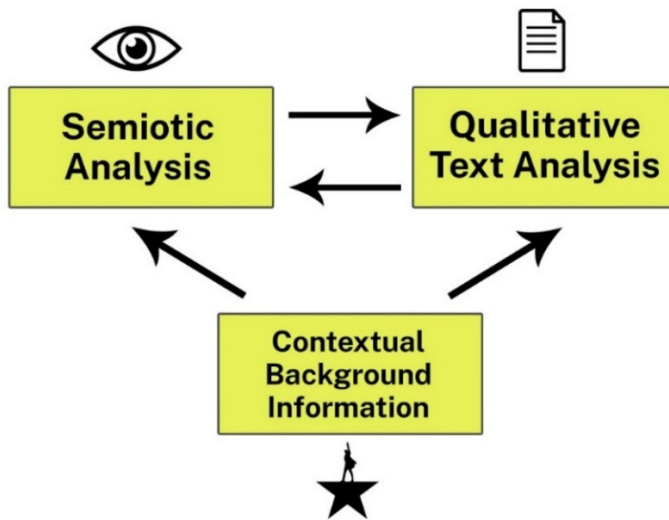 Semiotic
Analysis
Qualitative
Text Analysis
Contextual
Background
Information